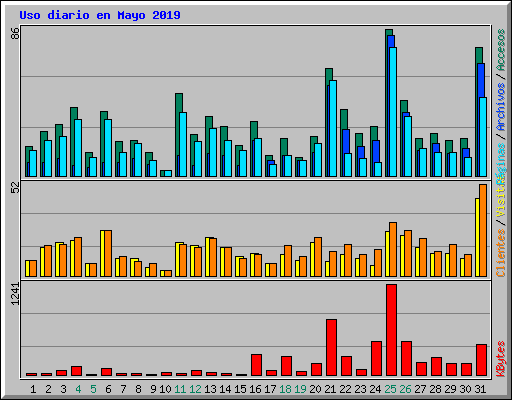 Uso diario en Mayo 2019
86
52
1241
Clientes / Visitas
Páginas / Archivos / Accesos
KBytes
1 2 3 4 5 6 7 8 9 10 11 12 13 14 15 16 17 18 19 20 21 22 23 24 25 26 27 28 29 30 31